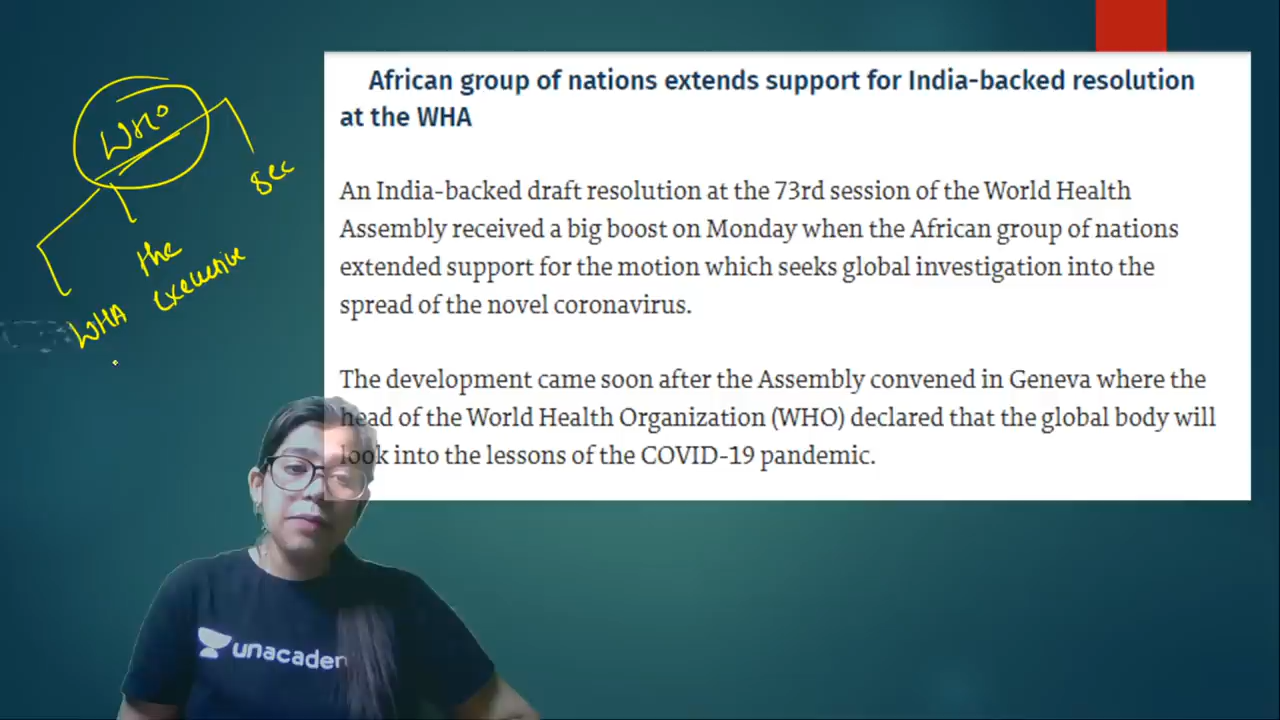 African group of nations extends support for India-backed resolution
at the WHA
An India-backed draft resolution at the 73rd session of the World Health
Assembly received a big boost on Monday when the African group of nations
extended support for the motion which seeks global investigation into the
spread of the novel coronavirus.
The development came soon after the Assembly convened in Geneva where the
head of the World Health Organization (WHO) declared that the global body will
look into the lessons of the COVID-19 pandemic.
WHO
Sec
the
executive
WHA
unacadem